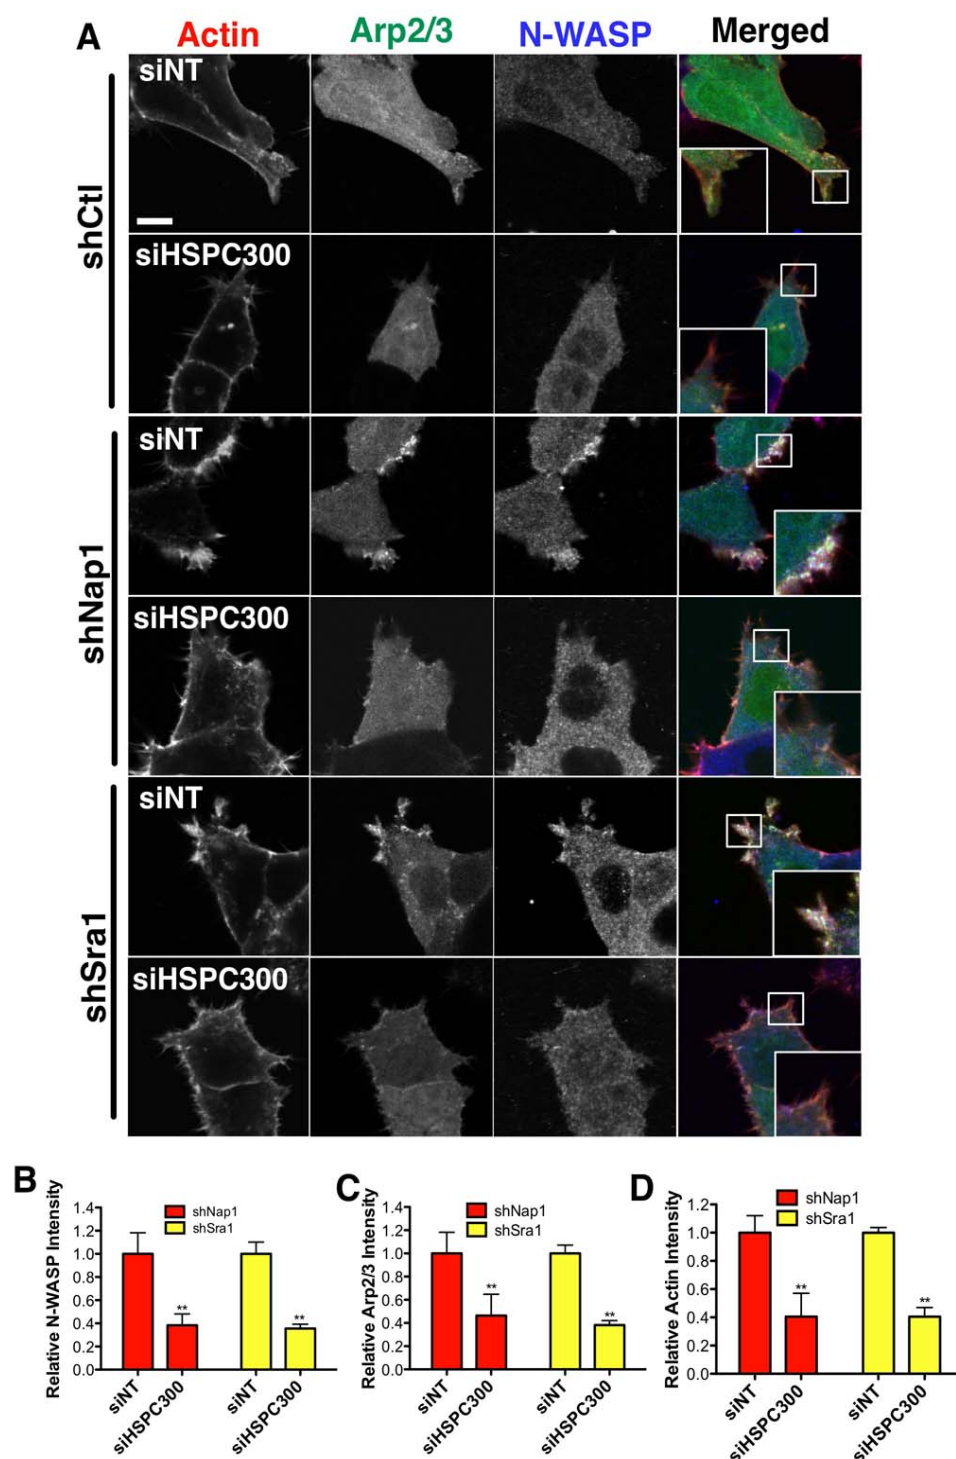 A Actin Arp2/3 N-WASP Merged
shCtl
siNT
siHSPC300
shNap1
siNT
siHSPC300
shSra1
siNT
siHSPC300
B
Relative N-WASP Intensity
1.4
1.2
1.0
0.8
0.6
0.4
0.2
0.0
shNap1
shSra1
**
**
siNT
siHSPC300
siNT
siHSPC300
C
Relative Arp2/3 Intensity
1.4
1.2
1.0
0.8
0.6
0.4
0.2
0.0
shNap1
shSra1
**
**
siNT
siHSPC300
siNT
siHSPC300
D
Relative Actin Intensity
1.2
1.0
0.8
0.6
0.4
0.2
0.0
shNap1
shSra1
**
**
siNT
siHSPC300
siNT
siHSPC300